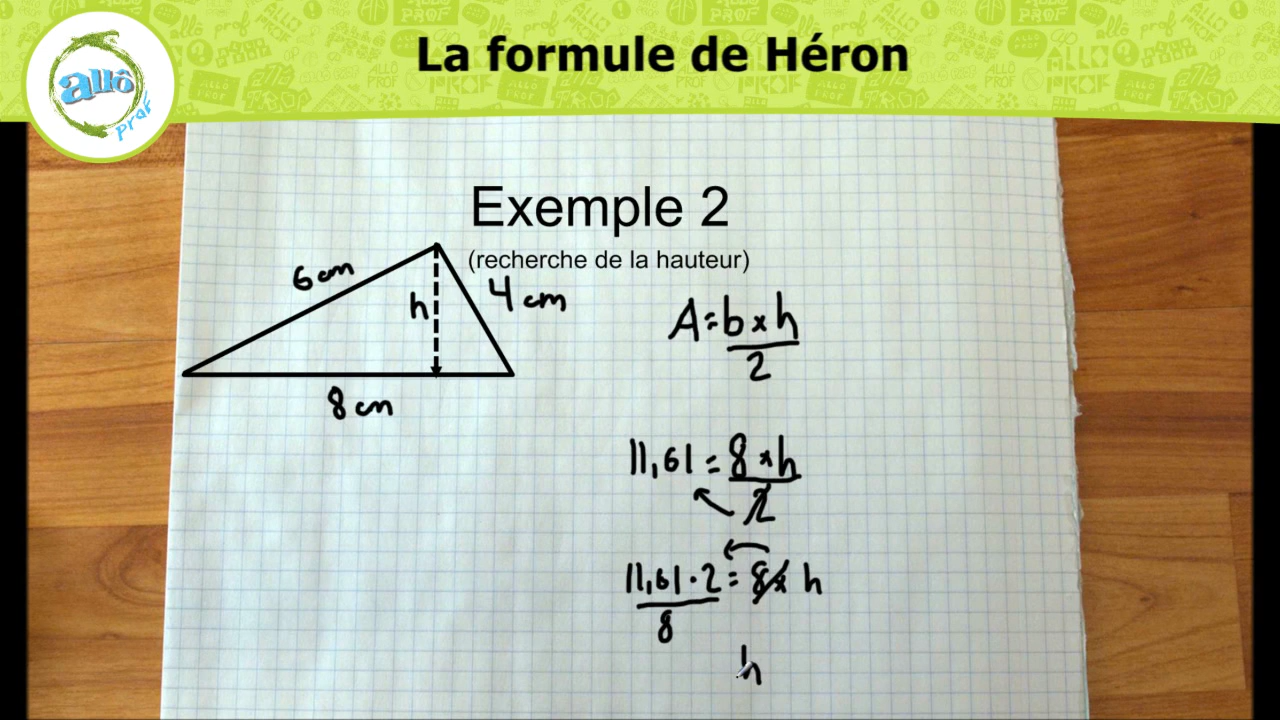 La formule de Héron
allô
prof
Exemple 2
(recherche de la hauteur)
6 cm
h
4 cm
8 cm
A = b x h
2
11,61 = 8 x h
2
11,61 · 2 = 8 x h
8
h